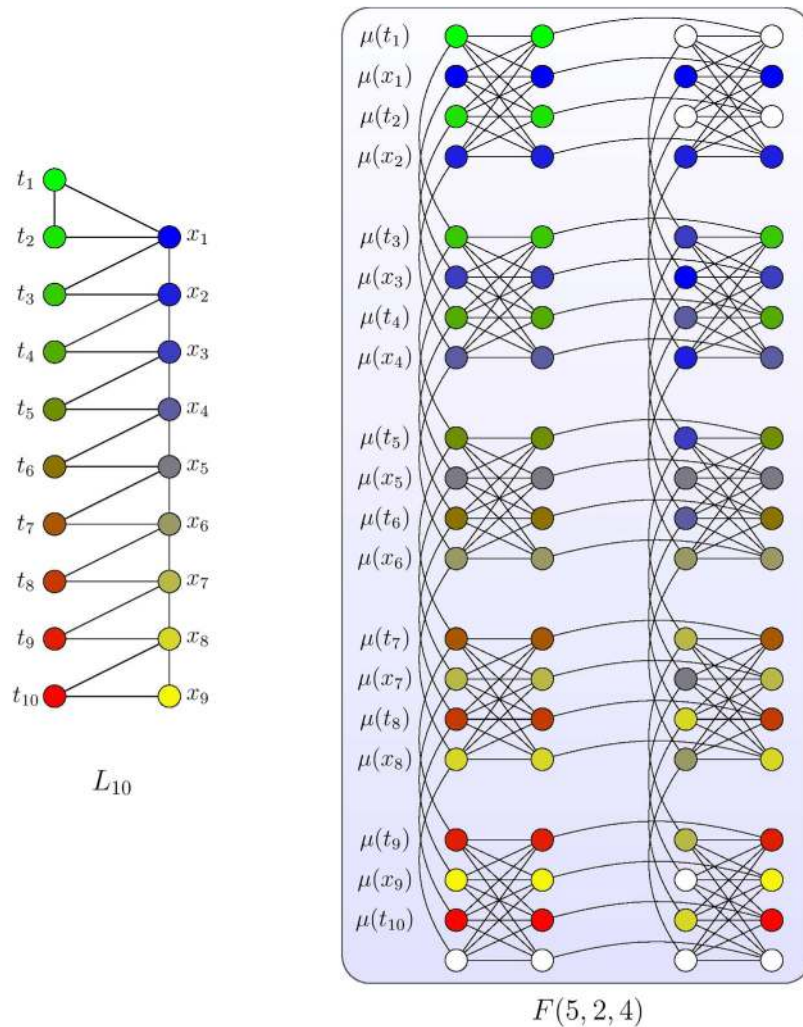 t₁
t₂
x₁
t₃
x₂
t₄
x₃
t₅
x₄
t₆
x₅
t₇
x₆
t₈
x₇
t₉
x₈
t₁₀
x₉
L₁₀
μ(t₁)
μ(x₁)
μ(t₂)
μ(x₂)
μ(t₃)
μ(x₃)
μ(t₄)
μ(x₄)
μ(t₅)
μ(x₅)
μ(t₆)
μ(x₆)
μ(t₇)
μ(x₇)
μ(t₈)
μ(x₈)
μ(t₉)
μ(x₉)
μ(t₁₀)
F(5, 2, 4)